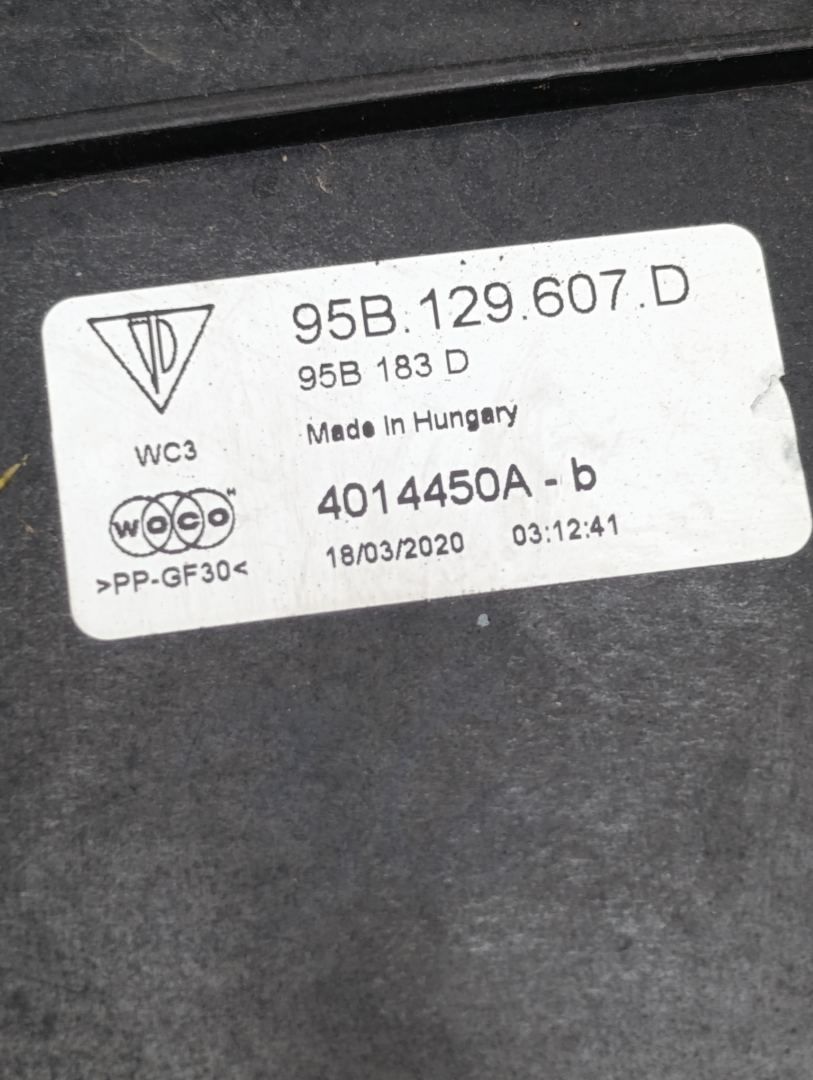 95B.129.607.D
95B 183 D
Made in Hungary
WC3
4014450A - b
woco
18/03/2020 03:12:41
>PP-GF30<